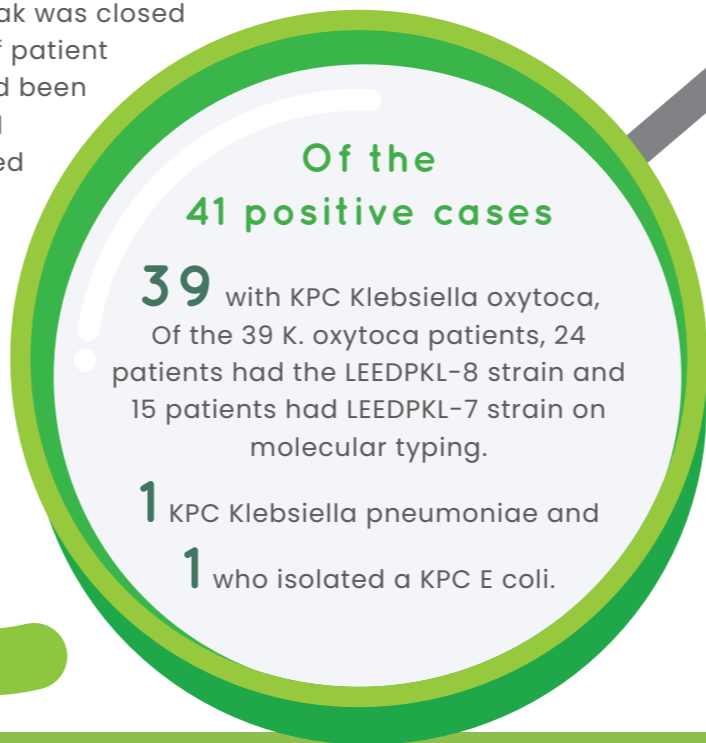 ak was closed
f patient
d been
ed
Of the
41 positive cases
39 with KPC Klebsiella oxytoca,
Of the 39 K. oxytoca patients, 24
patients had the LEEDPKL-8 strain and
15 patients had LEEDPKL-7 strain on
molecular typing.
1 KPC Klebsiella pneumoniae and
1 who isolated a KPC E coli.